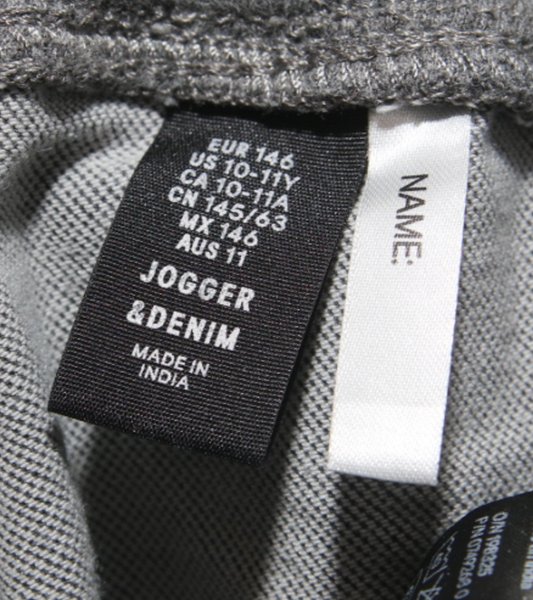 EUR 146
US 10-11Y
CA 10-11A
CN 145/63
MX 146
AUS 11
JOGGER
&DENIM
MADE IN
INDIA
NAME: